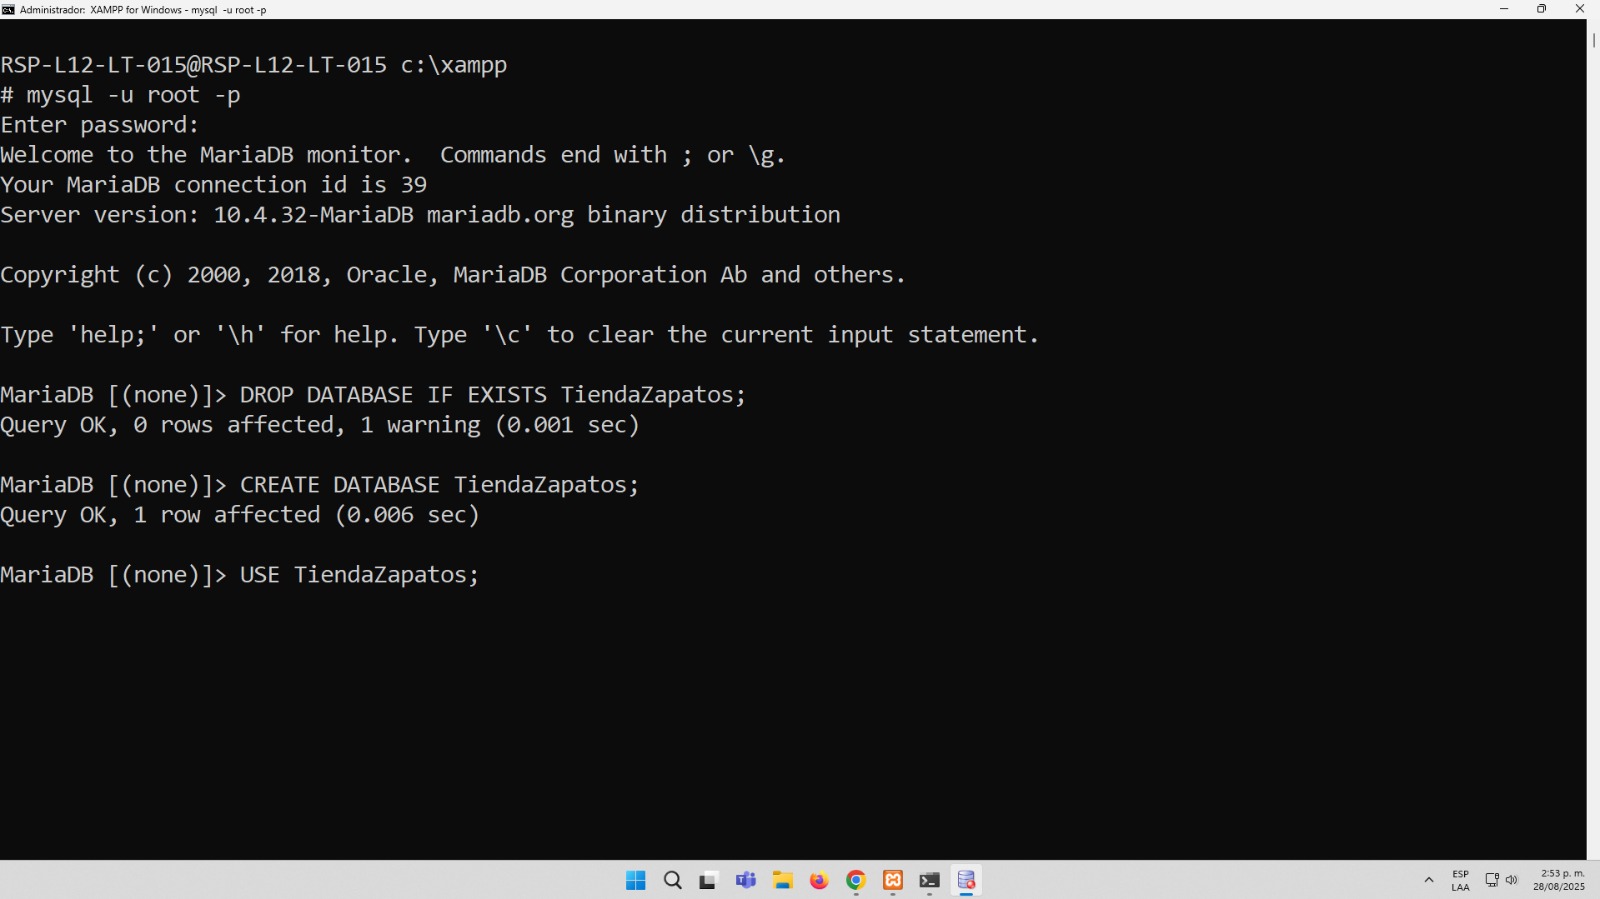 Administrador: XAMPP for Windows - mysql -u root -p
RSP-L12-LT-015@RSP-L12-LT-015 c:\xampp
# mysql -u root -p
Enter password:
Welcome to the MariaDB monitor.  Commands end with ; or \g.
Your MariaDB connection id is 39
Server version: 10.4.32-MariaDB mariadb.org binary distribution
Copyright (c) 2000, 2018, Oracle, MariaDB Corporation Ab and others.
Type 'help;' or '\h' for help. Type '\c' to clear the current input statement.
MariaDB [(none)]> DROP DATABASE IF EXISTS TiendaZapatos;
Query OK, 0 rows affected, 1 warning (0.001 sec)
MariaDB [(none)]> CREATE DATABASE TiendaZapatos;
Query OK, 1 row affected (0.006 sec)
MariaDB [(none)]> USE TiendaZapatos;
ESP
LAA
2:53 p. m.
28/08/2025